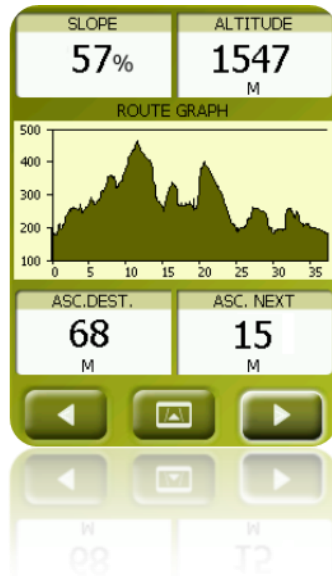 SLOPE ALTITUDE
57% 1547
M
ROUTE GRAPH
500
400
300
200
100
0 5 10 15 20 25 30 35
ASC.DEST. ASC. NEXT
68 15
M M